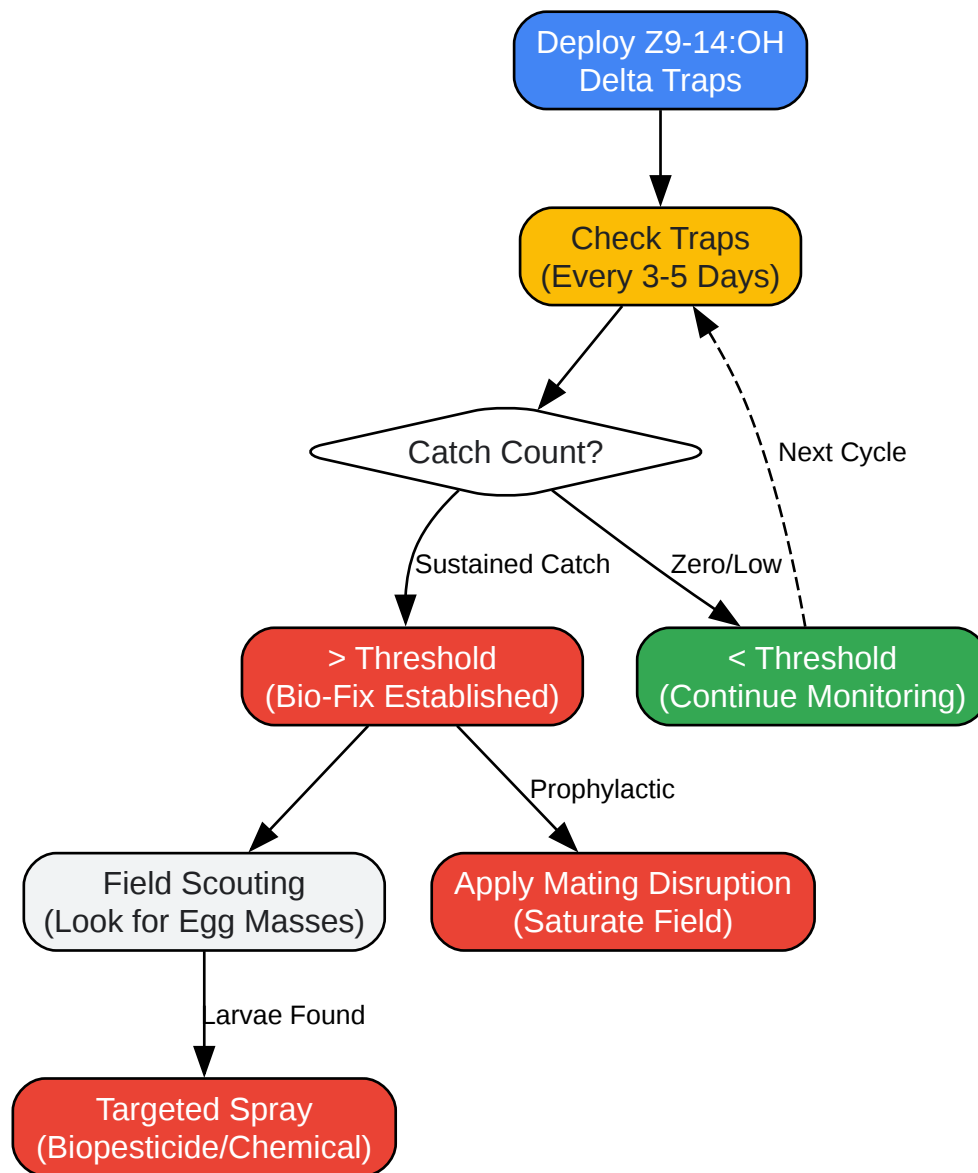 Deploy Z9-14:OH
Delta Traps
Check Traps
(Every 3-5 Days)
Catch Count?
Next Cycle
Sustained Catch
Zero/Low
> Threshold
(Bio-Fix Established)
< Threshold
(Continue Monitoring)
Prophylactic
Field Scouting
(Look for Egg Masses)
Apply Mating Disruption
(Saturate Field)
Larvae Found
Targeted Spray
(Biopesticide/Chemical)